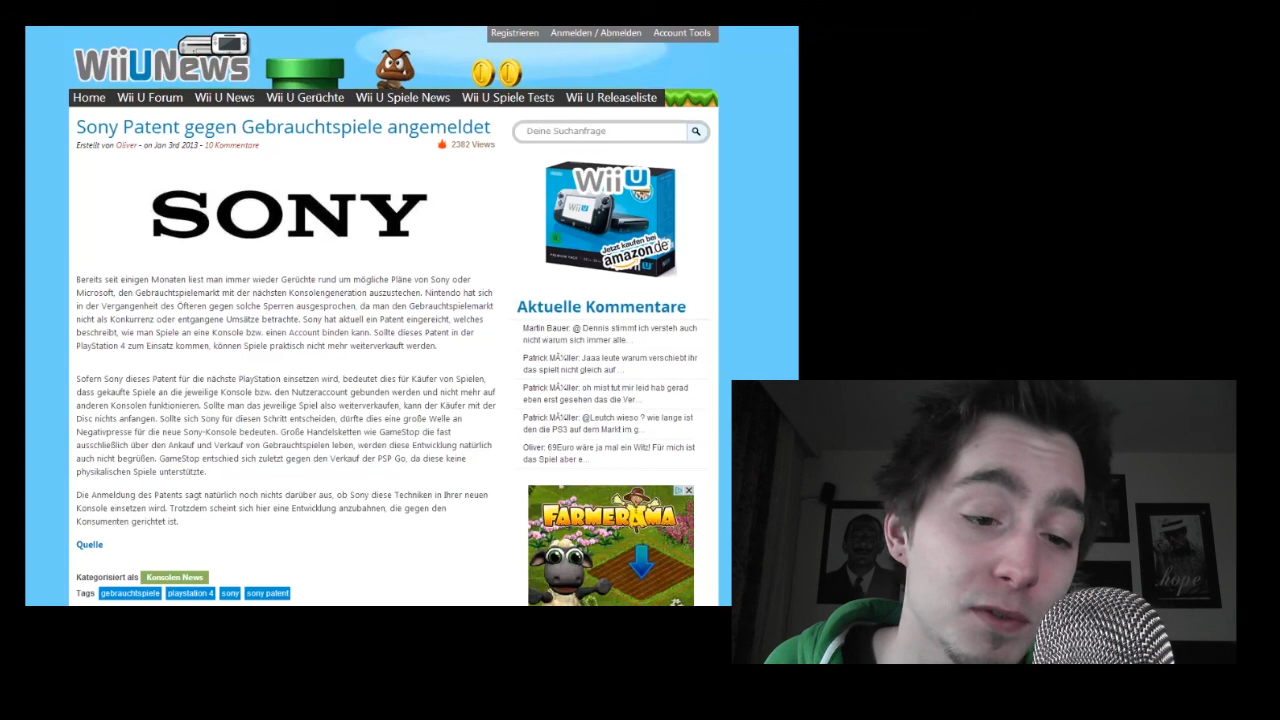 Registrieren Anmelden / Abmelden Account Tools
WiiUNews
Home Wii U Forum Wii U News Wii U Gerüchte Wii U Spiele News Wii U Spiele Tests Wii U Releaseliste
Sony Patent gegen Gebrauchtspiele angemeldet
Erstellt von Oliver - on Jan 3rd 2013 - 10 Kommentare
2382 Views
SONY
Bereits seit einigen Monaten liest man immer wieder Gerüchte rund um mögliche Pläne von Sony oder
Microsoft, den Gebrauchtspielemarkt mit der nächsten Konsolengeneration auszustechen. Nintendo hat sich
in der Vergangenheit des Öfteren gegen solche Sperren ausgesprochen, da man den Gebrauchtspielemarkt
nicht als Konkurrenz oder entgangene Umsätze betrachte. Sony hat aktuell ein Patent eingereicht, welches
beschreibt, wie man Spiele an eine Konsole bzw. einen Account binden kann. Sollte dieses Patent in der
PlayStation 4 zum Einsatz kommen, können Spiele praktisch nicht mehr weiterverkauft werden.
Sofern Sony dieses Patent für die nächste PlayStation einsetzen wird, bedeutet dies für Käufer von Spielen,
dass gekaufte Spiele an die jeweilige Konsole bzw. den Nutzeraccount gebunden werden und nicht mehr auf
anderen Konsolen funktionieren. Sollte man das jeweilige Spiel also weiterverkaufen, kann der Käufer mit der
Disc nichts anfangen. Sollte sich Sony für diesen Schritt entscheiden, dürfte dies eine große Welle an
Negativpresse für die neue Sony-Konsole bedeuten. Große Handelsketten wie GameStop die fast
ausschließlich über den Ankauf und Verkauf von Gebrauchtspielen leben, werden diese Entwicklung natürlich
auch nicht begrüßen. GameStop entschied sich zuletzt gegen den Verkauf der PSP Go, da diese keine
physikalischen Spiele unterstützte.
Die Anmeldung des Patents sagt natürlich noch nichts darüber aus, ob Sony diese Techniken in Ihrer neuen
Konsole einsetzen wird. Trotzdem scheint sich hier eine Entwicklung anzubahnen, die gegen den
Konsumenten gerichtet ist.
Quelle
Kategorisiert als Konsolen News
Tags gebrauchtspiele playstation 4 sony sony patent
Deine Suchanfrage
WiiU
Jetzt kaufen bei
amazon.de
Aktuelle Kommentare
Martin Bauer: @ Dennis stimmt ich versteh auch
nicht warum sich immer alle...
Patrick MÃ¼ller: Jaaa leute warum verschiebt ihr
das spielt nicht gleich auf ...
Patrick MÃ¼ller: oh mist tut mir leid hab gerad
eben erst gesehen das die Ver...
Patrick MÃ¼ller: @Leutch wieso ? wie lange ist
den die PS3 auf dem Markt im g...
Oliver: 69Euro wäre ja mal ein Witz! Für mich ist
das Spiel aber e...
FARMERAMA
hope